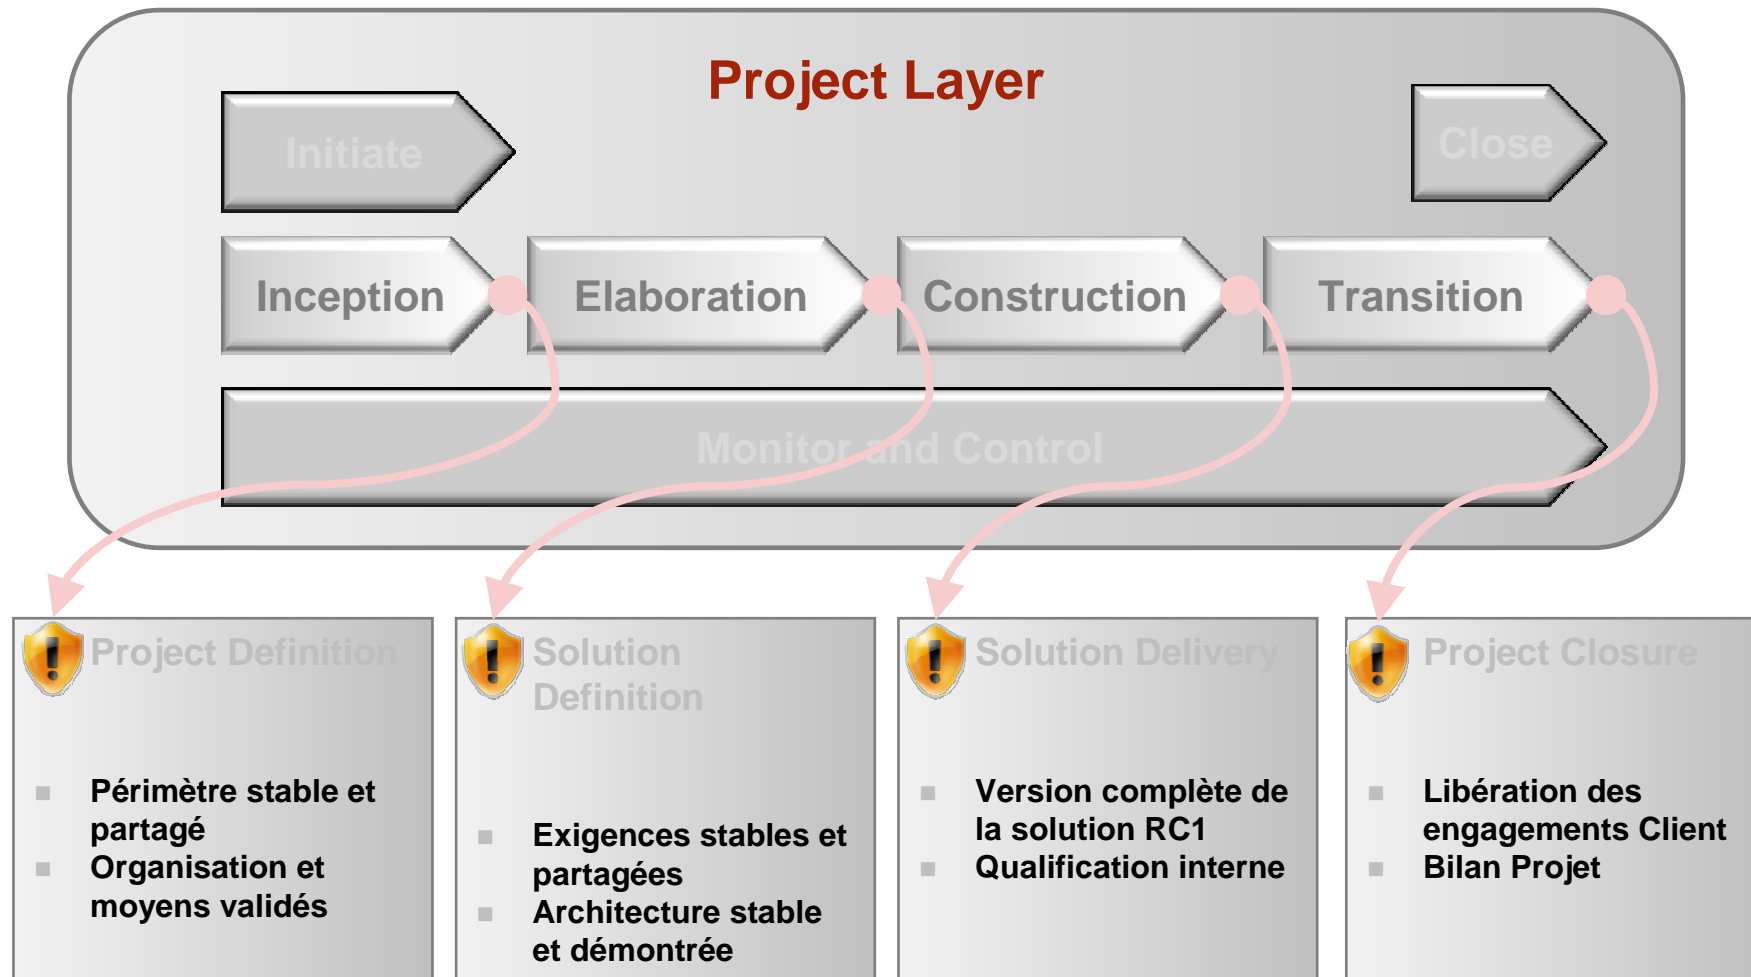 Project Layer
Initiate
Close
Inception
Elaboration
Construction
Transition
Monitor and Control
Project Definition
Périmètre stable et
partagé
Organisation et
moyens validés
Solution
Definition
Exigences stables et
partagées
Architecture stable
et démontrée
Solution Delivery
Version complète de
la solution RC1
Qualification interne
Project Closure
Libération des
engagements Client
Bilan Projet